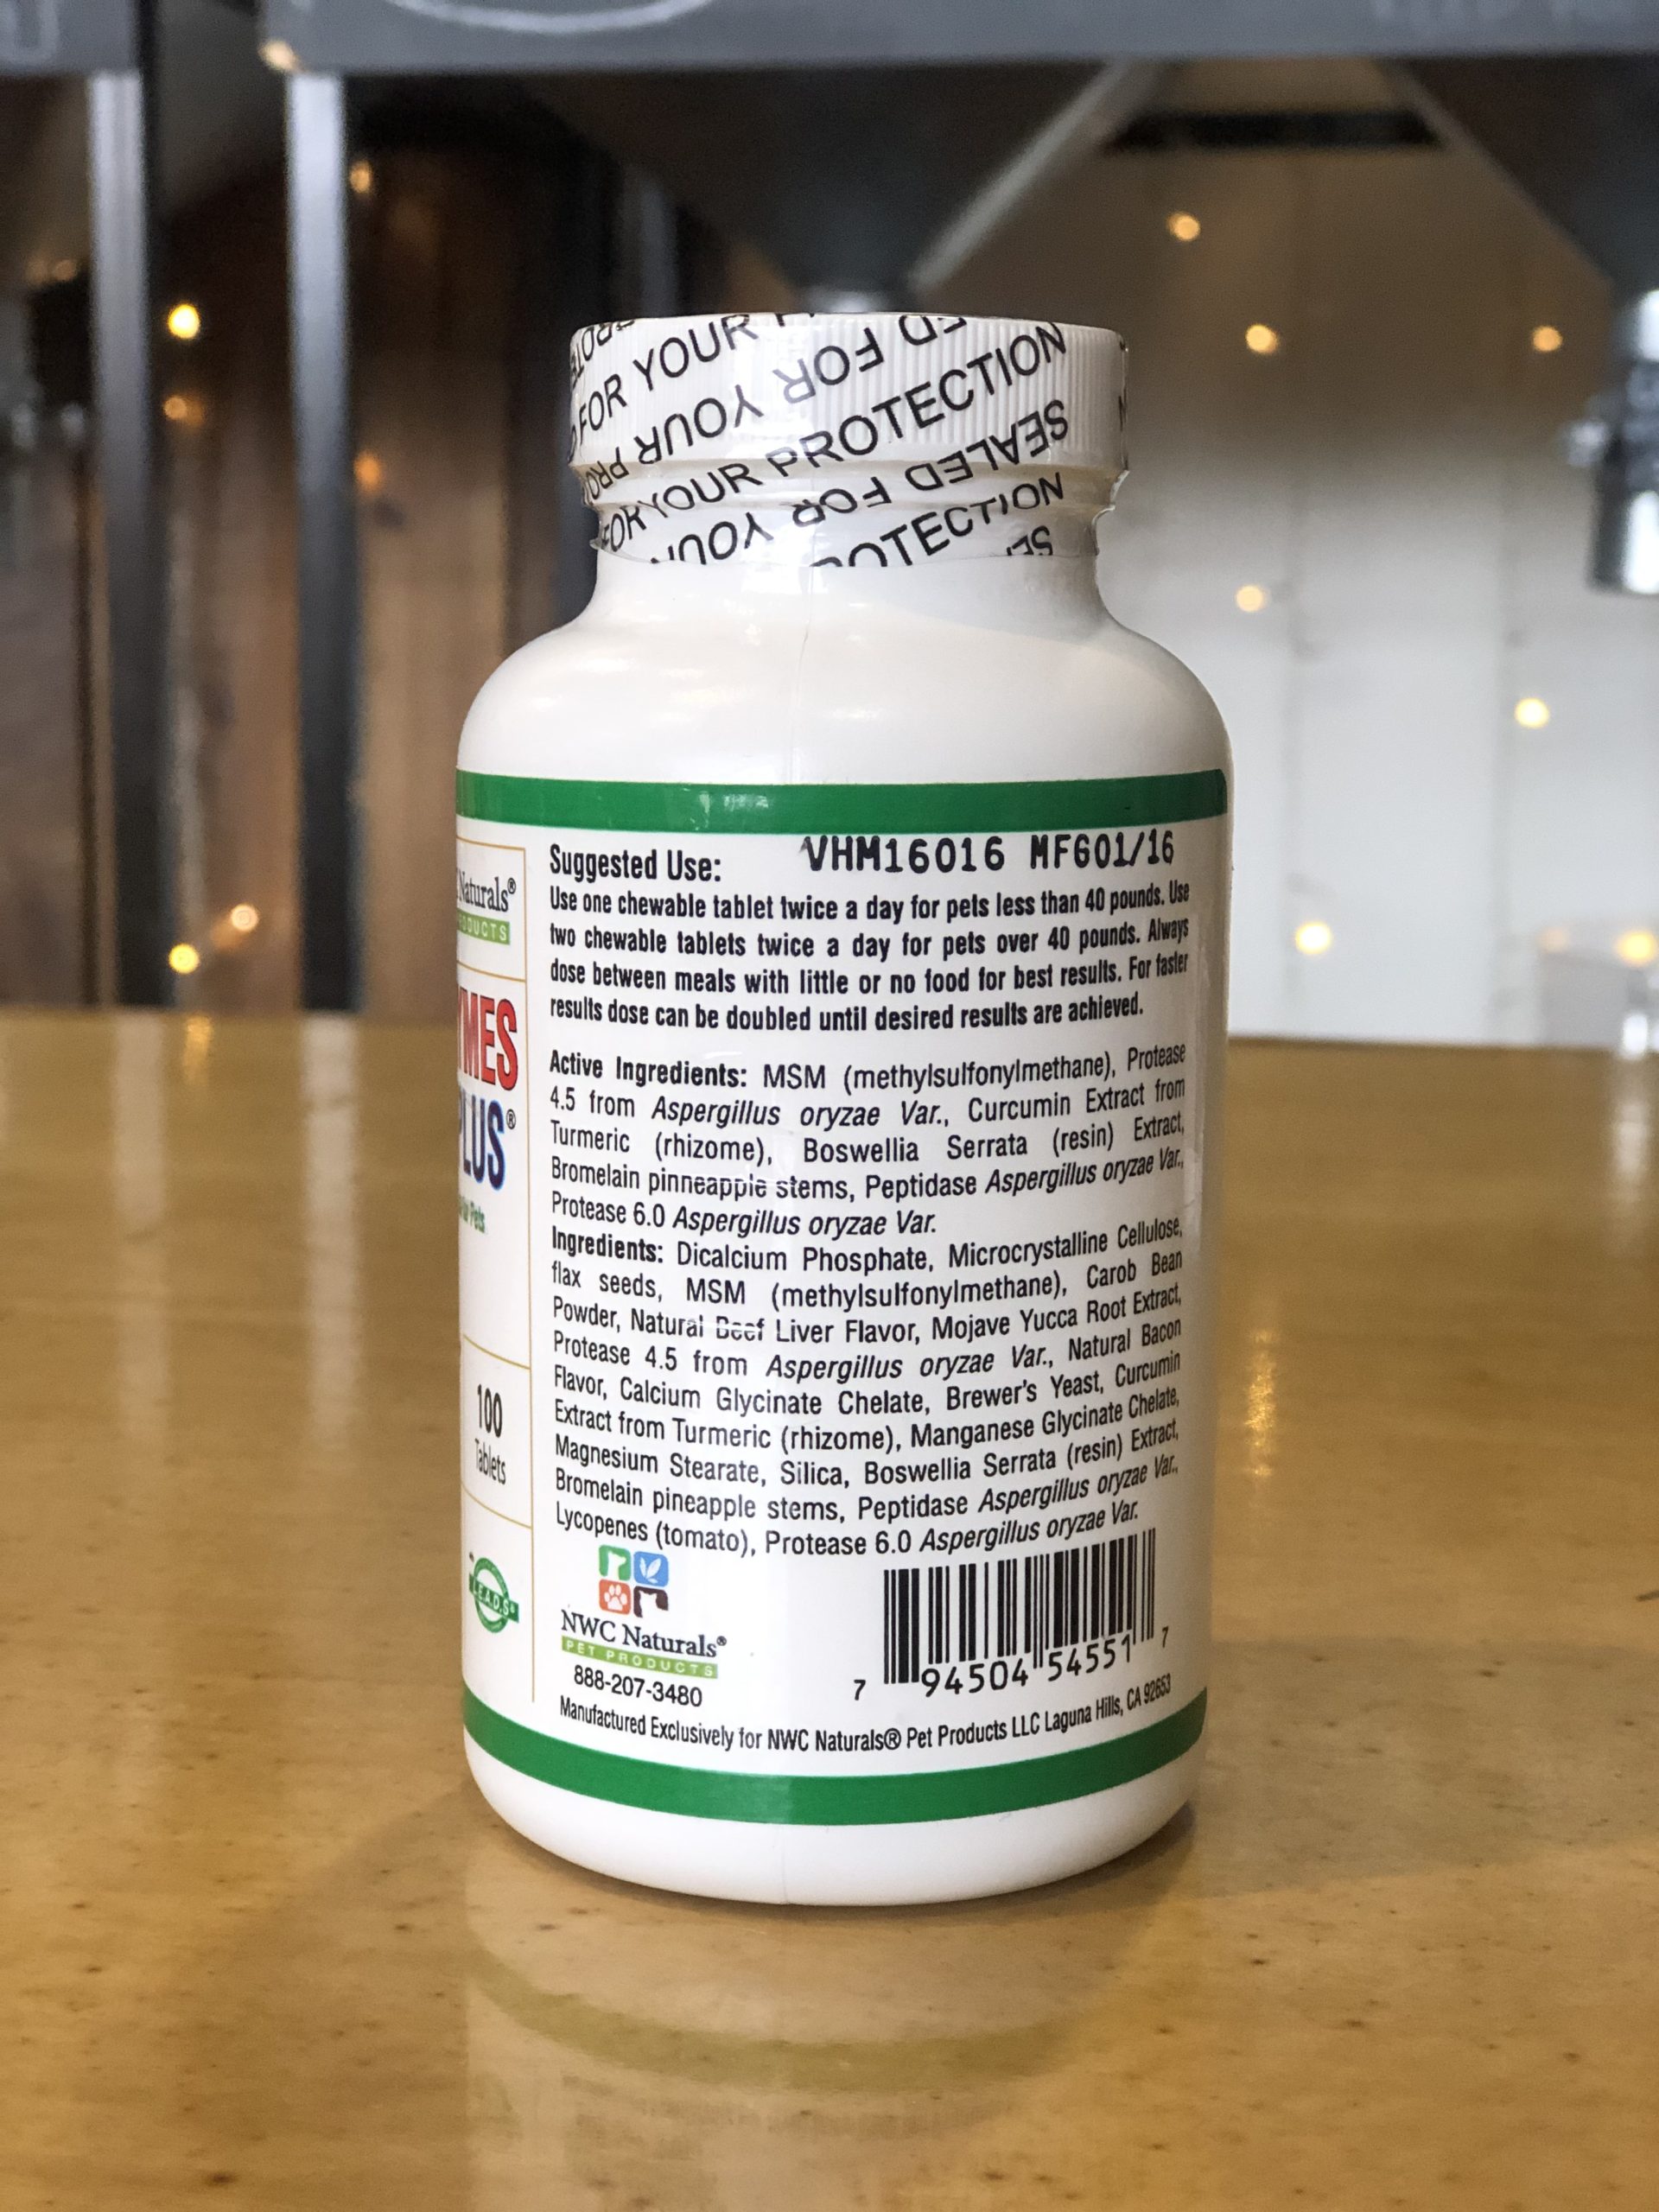 FOR YOUR
YOUR FOR
YOUR PROTECTION
SEALED FOR
Suggested Use: VHM16016 MFG01/16
Use one chewable tablet twice a day for pets less than 40 pounds. Use
two chewable tablets twice a day for pets over 40 pounds. Always
dose between meals with little or no food for best results. For faster
results dose can be doubled until desired results are achieved.
Active Ingredients: MSM (methylsulfonylmethane), Protease
4.5 from Aspergillus oryzae Var., Curcumin Extract from
Turmeric (rhizome), Boswellia Serrata (resin) Extract,
Bromelain pinneapple stems, Peptidase Aspergillus oryzae Var.,
Protease 6.0 Aspergillus oryzae Var.
Ingredients: Dicalcium Phosphate, Microcrystalline Cellulose,
flax seeds, MSM (methylsulfonylmethane), Carob Bean
Powder, Natural Beef Liver Flavor, Mojave Yucca Root Extract,
Protease 4.5 from Aspergillus oryzae Var., Natural Bacon
Flavor, Calcium Glycinate Chelate, Brewer's Yeast, Curcumin
Extract from Turmeric (rhizome), Manganese Glycinate Chelate,
Magnesium Stearate, Silica, Boswellia Serrata (resin) Extract,
Bromelain pineapple stems, Peptidase Aspergillus oryzae Var.,
Lycopenes (tomato), Protease 6.0 Aspergillus oryzae Var.
NWC Naturals®
PET PRODUCTS
888-207-3480
7 94504 54551 7
Manufactured Exclusively for NWC Naturals® Pet Products LLC Laguna Hills, CA 92653
Naturals®
100
Tablets